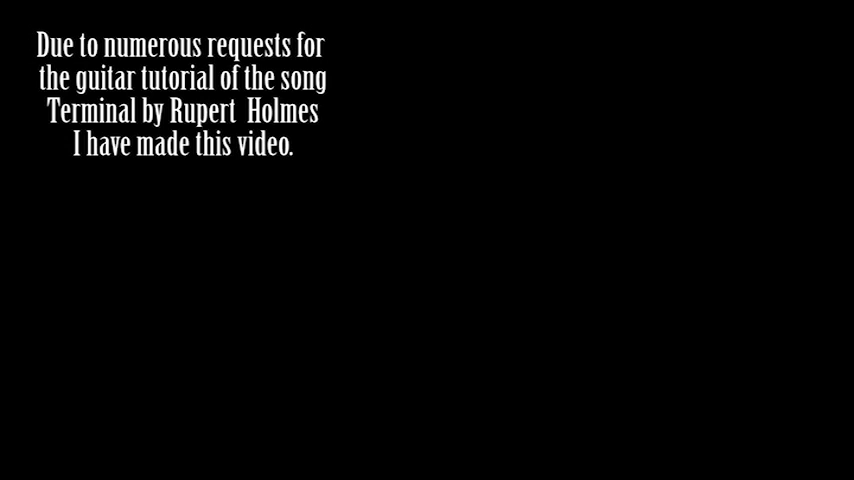 Due to numerous requests for
the guitar tutorial of the song
Terminal by Rupert Holmes
I have made this video.